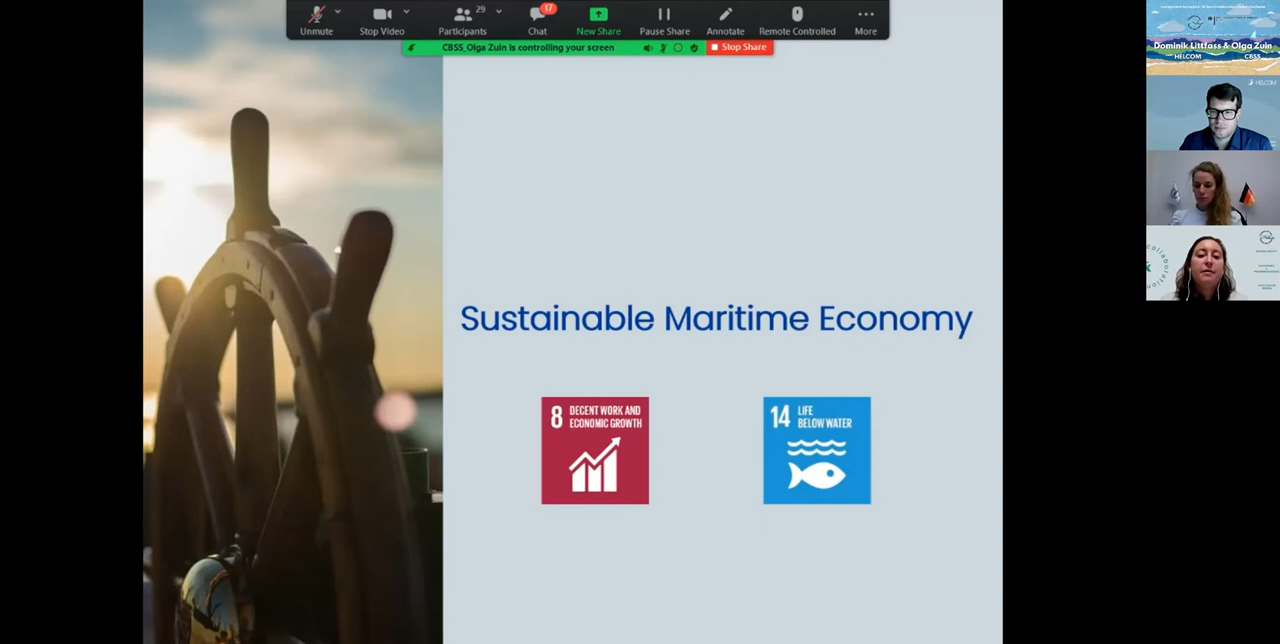 Unmute
Stop Video
29
Participants
17
Chat
New Share
Pause Share
Annotate
Remote Controlled
More
CBSS_Olga Zuin is controlling your screen
Stop Share
Dominik Littfass & Olga Zuin
HELCOM
CBSS
HELCOM
collaboration
Sustainable Maritime Economy
8 DECENT WORK AND
ECONOMIC GROWTH
14 LIFE
BELOW WATER